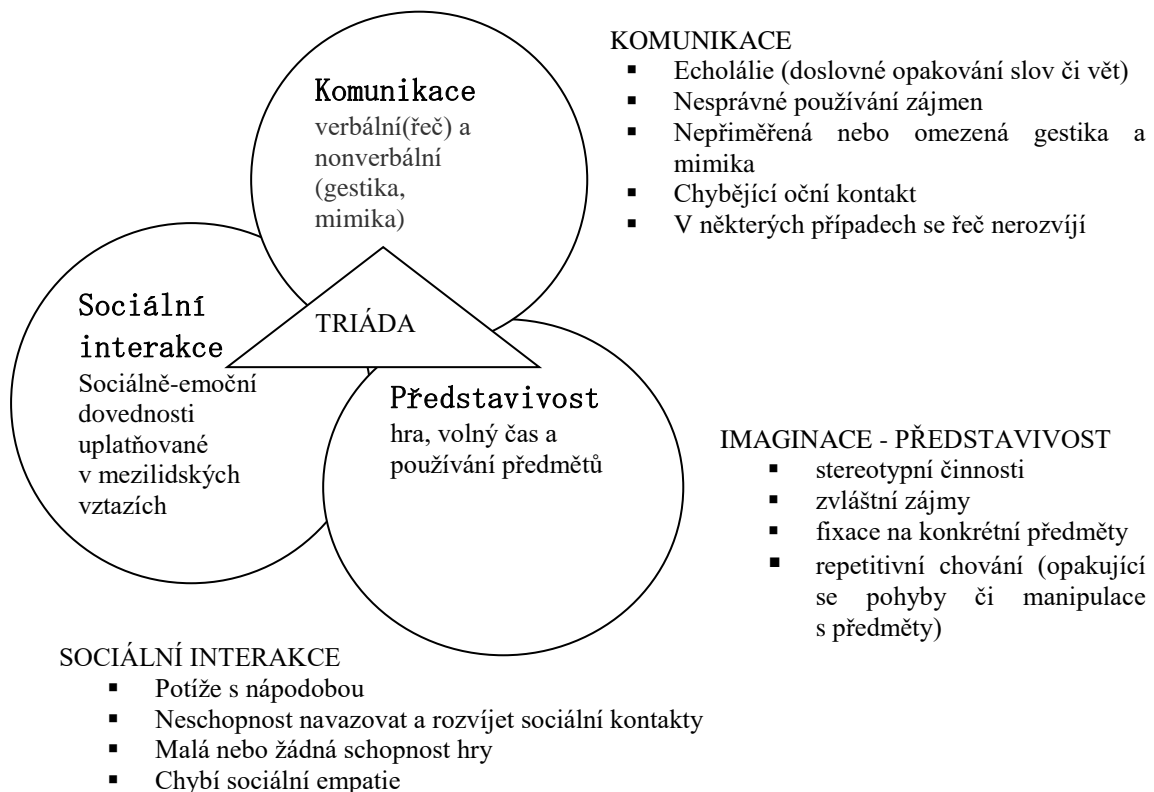 Komunikace
verbální(řeč) a
nonverbální
(gestika,
mimika)
KOMUNIKACE
▪ Echolálie (doslovné opakování slov či vět)
▪ Nesprávné používání zájmen
▪ Nepřiměřená nebo omezená gestika a
mimika
▪ Chybějící oční kontakt
▪ V některých případech se řeč nerozvíjí
TRIÁDA
Sociální
interakce
Sociálně-emoční
dovednosti
uplatňované
v mezilidských
vztazích
Představivost
hra, volný čas a
používání předmětů
IMAGINACE - PŘEDSTAVIVOST
▪ stereotypní činnosti
▪ zvláštní zájmy
▪ fixace na konkrétní předměty
▪ repetitivní chování (opakující
se pohyby či manipulace
s předměty)
SOCIÁLNÍ INTERAKCE
▪ Potíže s nápodobou
▪ Neschopnost navazovat a rozvíjet sociální kontakty
▪ Malá nebo žádná schopnost hry
▪ Chybí sociální empatie